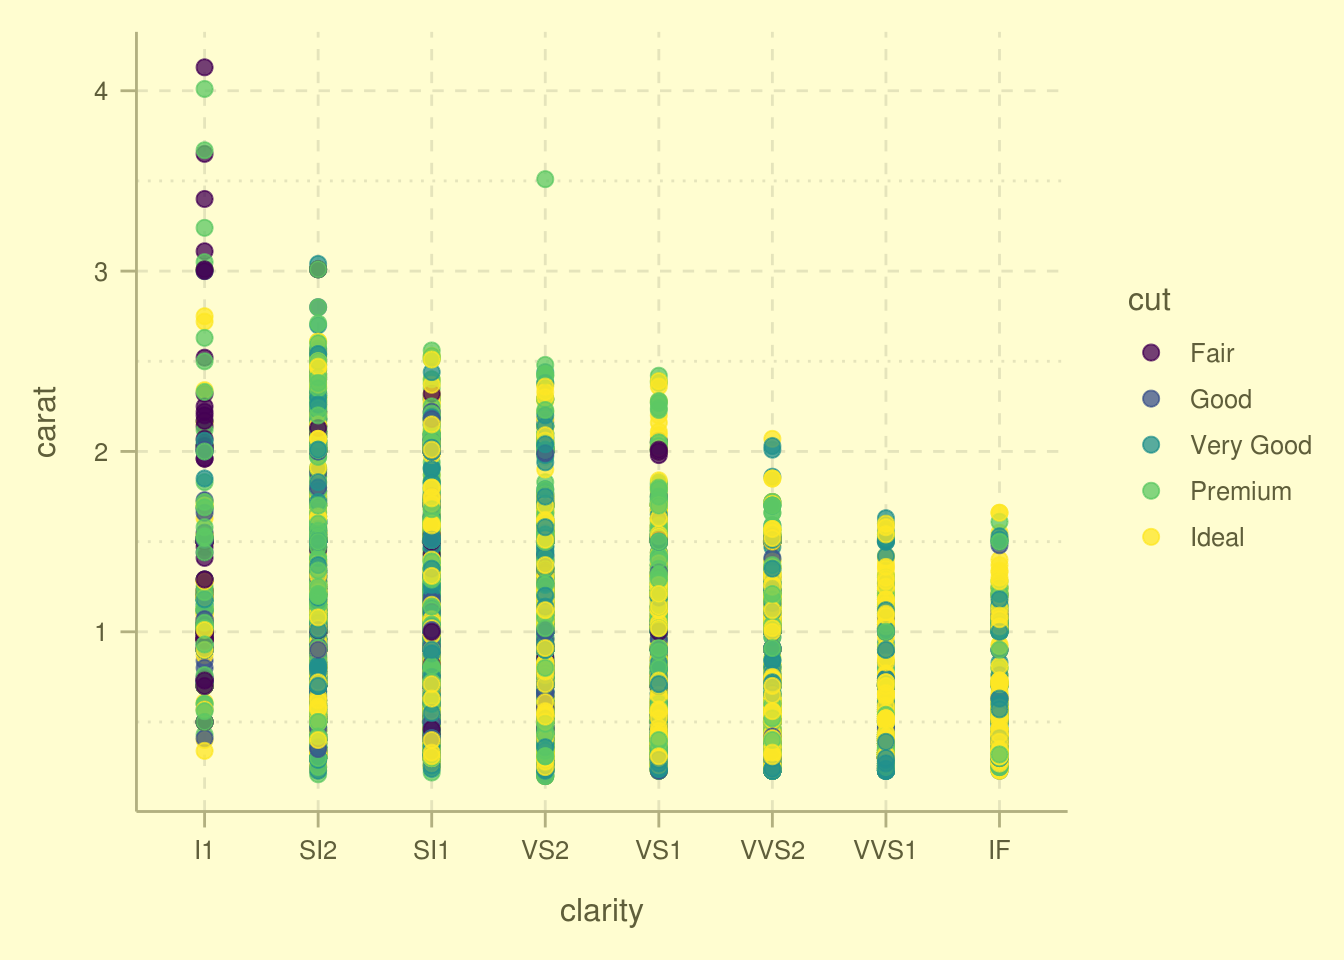 4
3
2
1
carat
I1 SI2 SI1 VS2 VS1 VVS2 VVS1 IF
clarity
cut
Fair
Good
Very Good
Premium
Ideal